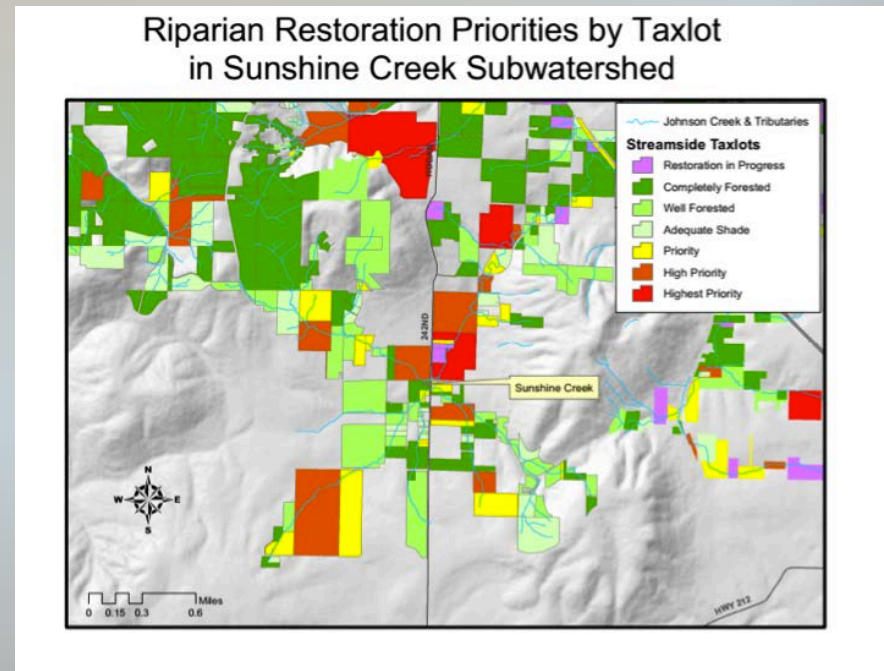 Riparian Restoration Priorities by Taxlot
in Sunshine Creek Subwatershed
Johnson Creek & Tributaries
Streamside Taxlots
Restoration in Progress
Completely Forested
Well Forested
Adequate Shade
Priority
High Priority
Highest Priority
242ND
Sunshine Creek
N
W
E
S
Miles
0 0.15 0.3 0.6
HWY 212